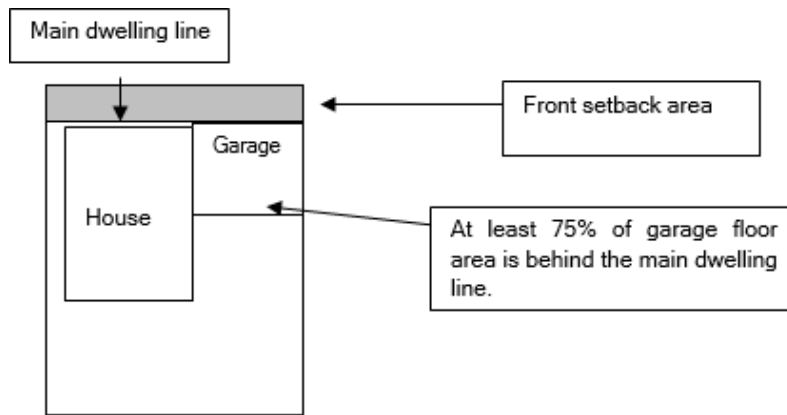 Main dwelling line
Front setback area
Garage
House
At least 75% of garage floor
area is behind the main dwelling
line.